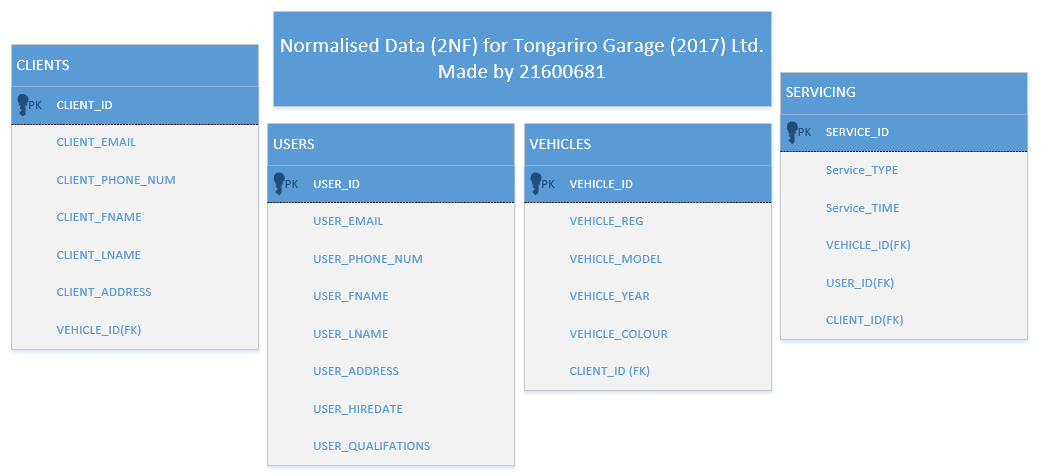 Normalised Data (2NF) for Tongariro Garage (2017) Ltd.
Made by 21600681
CLIENTS
PK CLIENT_ID
CLIENT_EMAIL
CLIENT_PHONE_NUM
CLIENT_FNAME
CLIENT_LNAME
CLIENT_ADDRESS
VEHICLE_ID(FK)
USERS
PK USER_ID
USER_EMAIL
USER_PHONE_NUM
USER_FNAME
USER_LNAME
USER_ADDRESS
USER_HIREDATE
USER_QUALIFATIONS
VEHICLES
PK VEHICLE_ID
VEHICLE_REG
VEHICLE_MODEL
VEHICLE_YEAR
VEHICLE_COLOUR
CLIENT_ID (FK)
SERVICING
PK SERVICE_ID
Service_TYPE
Service_TIME
VEHICLE_ID(FK)
USER_ID(FK)
CLIENT_ID(FK)